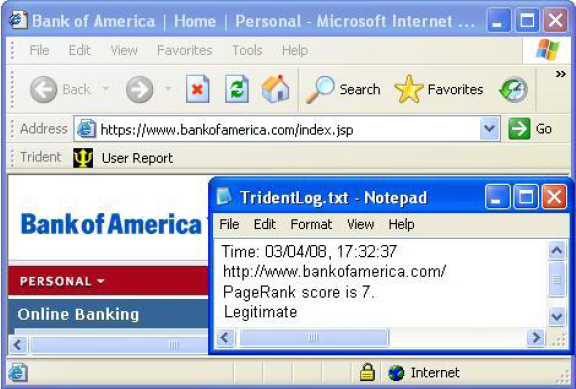 Bank of America | Home | Personal - Microsoft Internet ...
File Edit View Favorites Tools Help
Back Search Favorites »
Address https://www.bankofamerica.com/index.jsp Go
Trident User Report
Bank of America
PERSONAL
Online Banking
TridentLog.txt - Notepad
File Edit Format View Help
Time: 03/04/08, 17:32:37
http://www.bankofamerica.com/
PageRank score is 7.
Legitimate
Internet